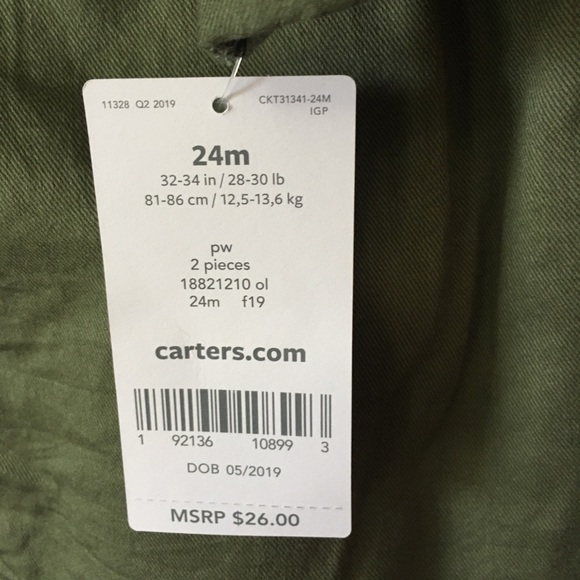 11328 Q2 2019 CKT31341-24M
IGP
24m
32-34 in / 28-30 lb
81-86 cm / 12,5-13,6 kg
pw
2 pieces
18821210 ol
24m f19
carters.com
1 92136 10899 3
DOB 05/2019
MSRP $26.00